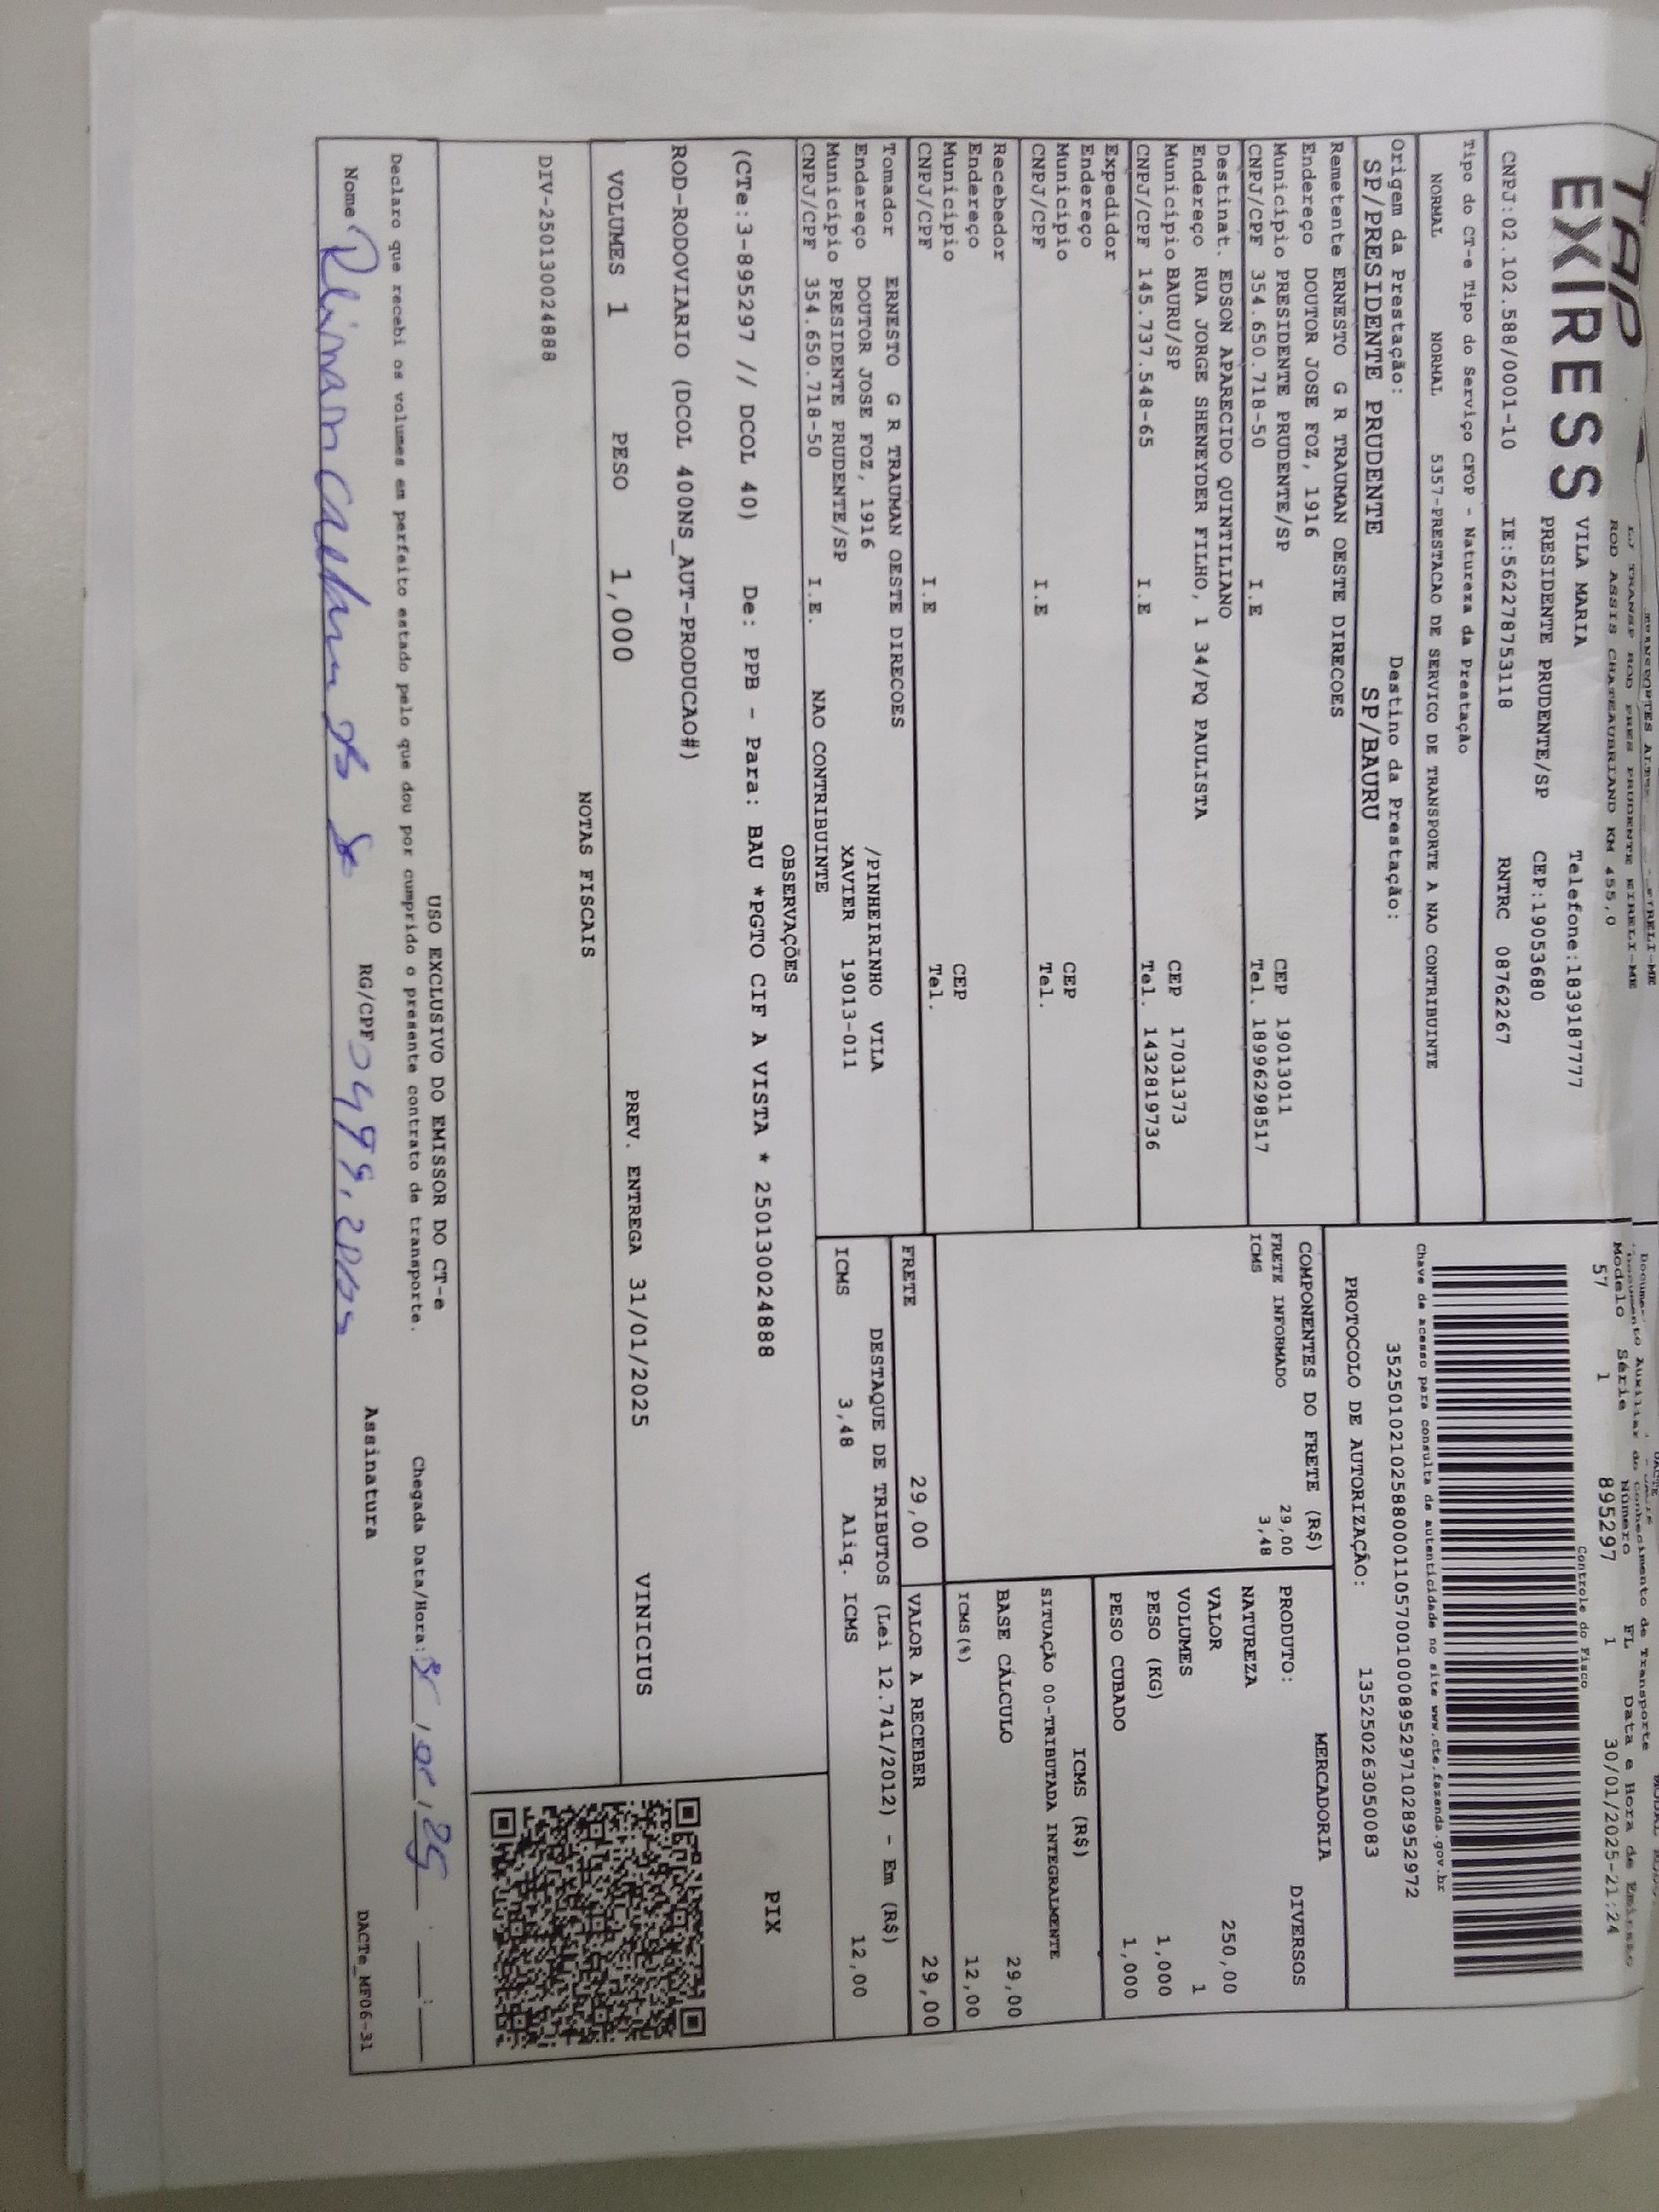 TAP
EXPRESS
LJ TRANSP ROD PRES PRUDENTE EIRELI-ME
ROD ASSIS CHATEAUBRIAND KM 455,0
VILA MARIA Telefone:1839187777
PRESIDENTE PRUDENTE/SP CEP:19053680
CNPJ:02.102.588/0001-10 IE:562278753118 RNTRC 08762267
Tipo do CT-e Tipo do Serviço CFOP - Natureza da Prestação
NORMAL NORMAL 5357-PRESTACAO DE SERVICO DE TRANSPORTE A NAO CONTRIBUINTE
Origem da Prestação: Destino da Prestação:
SP/PRESIDENTE PRUDENTE SP/BAURU
Remetente ERNESTO G R TRAUMAN OESTE DIRECOES
Endereço DOUTOR JOSE FOZ, 1916
Município PRESIDENTE PRUDENTE/SP CEP 19013011
CNPJ/CPF 354.650.718-50 I.E Tel. 18996298517
Destinat. EDSON APARECIDO QUINTILIANO
Endereço RUA JORGE SHENEYDER FILHO, 1 34/PQ PAULISTA
Município BAURU/SP CEP 17031373
CNPJ/CPF 145.737.548-65 I.E Tel. 1432819736
Expedidor
Endereço
Município CEP
CNPJ/CPF I.E Tel.
Recebedor
Endereço
Município CEP
CNPJ/CPF I.E Tel.
Tomador ERNESTO G R TRAUMAN OESTE DIRECOES
Endereço DOUTOR JOSE FOZ, 1916 /PINHEIRINHO VILA
Município PRESIDENTE PRUDENTE/SP XAVIER 19013-011
CNPJ/CPF 354.650.718-50 I.E. NAO CONTRIBUINTE
Documento Auxiliar do Conhecimento de Transporte
Modelo Série Número FL Data e Hora de Emissão
57 1 895297 1 30/01/2025-21:24
Controle do Fisco
Chave de acesso para consulta de autenticidade no site www.cte.fazenda.gov.br
35250102102588000110570010008952971028952972
PROTOCOLO DE AUTORIZAÇÃO: 135250263050083
COMPONENTES DO FRETE (R$)
FRETE INFORMADO 29,00
ICMS 3,48
MERCADORIA
PRODUTO: DIVERSOS
NATUREZA
VALOR 250,00
VOLUMES 1
PESO (KG) 1,000
PESO CUBADO 1,000
ICMS (R$)
SITUAÇÃO 00-TRIBUTADA INTEGRALMENTE
BASE CÁLCULO 29,00
ICMS(%) 12,00
FRETE 29,00 VALOR A RECEBER 29,00
DESTAQUE DE TRIBUTOS (Lei 12.741/2012) - Em (R$)
ICMS 3,48 Aliq. ICMS 12,00
OBSERVAÇÕES
(CTe:3-895297 // DCOL 40) De: PPB - Para: BAU *PGTO CIF A VISTA * 250130024888
ROD-RODOVIARIO (DCOL 400NS_AUT-PRODUCAO#)
PIX
VOLUMES 1 PESO 1,000 PREV. ENTREGA 31/01/2025 VINICIUS
NOTAS FISCAIS
DIV-250130024888
USO EXCLUSIVO DO EMISSOR DO CT-e
Declaro que recebi os volumes em perfeito estado pelo que dou por cumprido o presente contrato de transporte. Chegada Data/Hora: 31/01/25 __:__
Nome RG/CPF Assinatura
DACTe_MF06-31